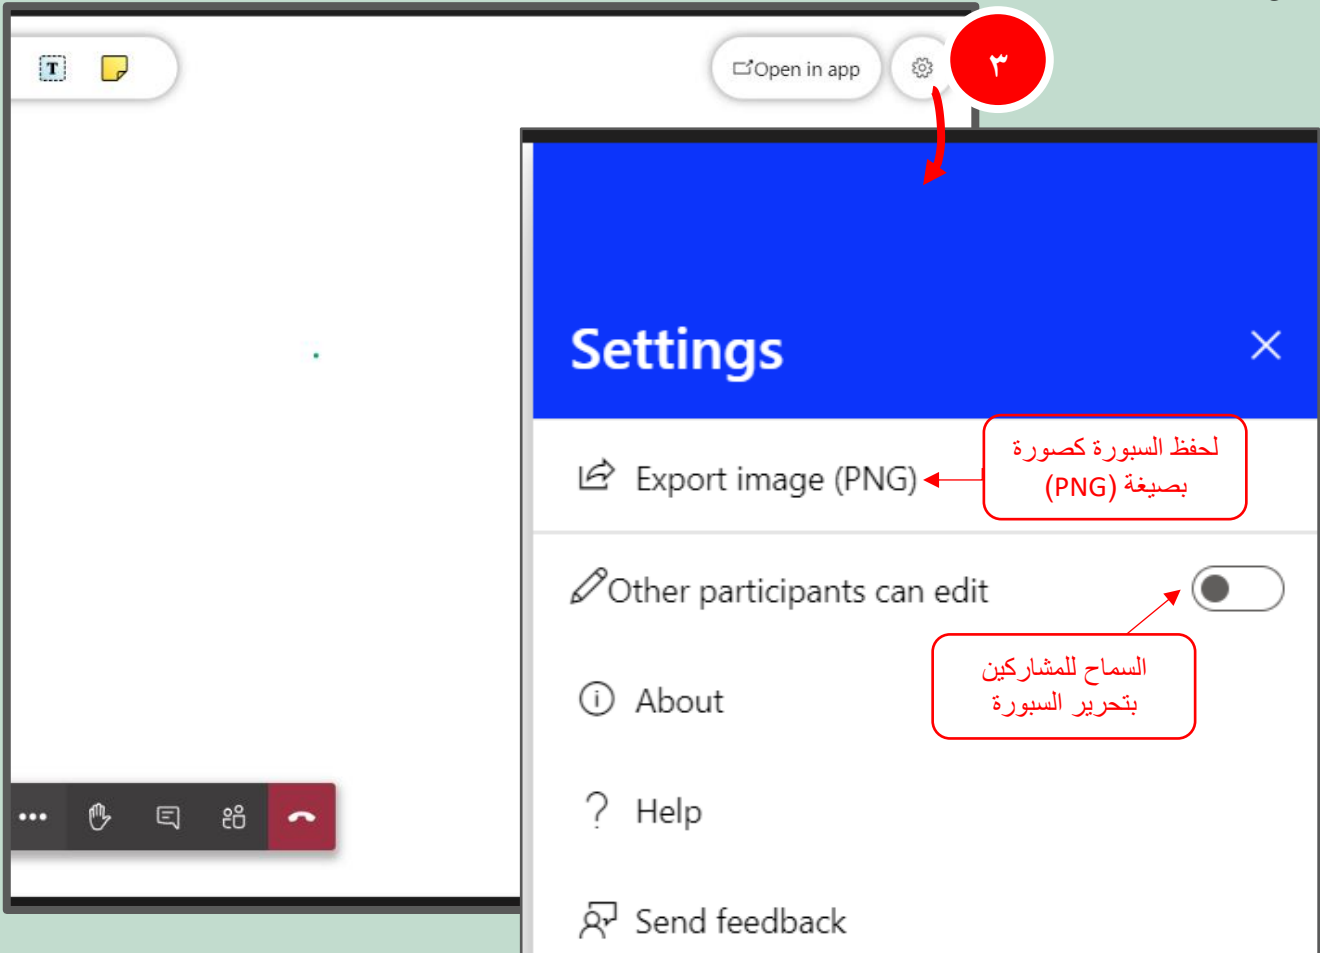 T
Open in app
٣
Settings
Export image (PNG)
لحفظ السبورة كصورة
بصيغة (PNG)
Other participants can edit
السماح للمشاركين
بتحرير السبورة
About
Help
Send feedback